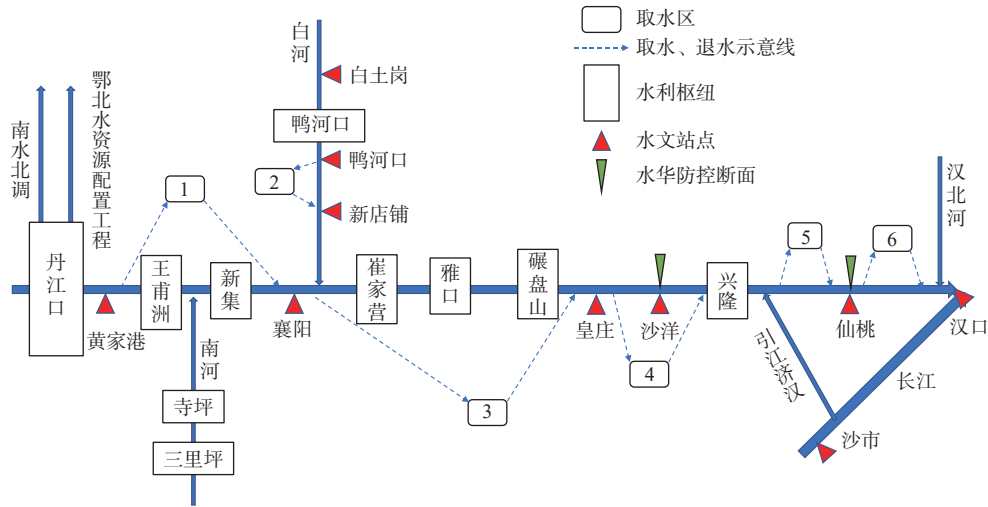 取水区
取水、退水示意线
水利枢纽
水文站点
水华防控断面
白河
白土岗
鸭河口
鸭河口
新店铺
南水北调
鄂北水资源配置工程
1
2
丹江口
黄家港
王甫洲
新集
襄阳
崔家营
雅口
碾盘山
皇庄
沙洋
兴隆
5
6
仙桃
汉北河
汉口
南河
寺坪
三里坪
3
4
引江济汉
长江
沙市